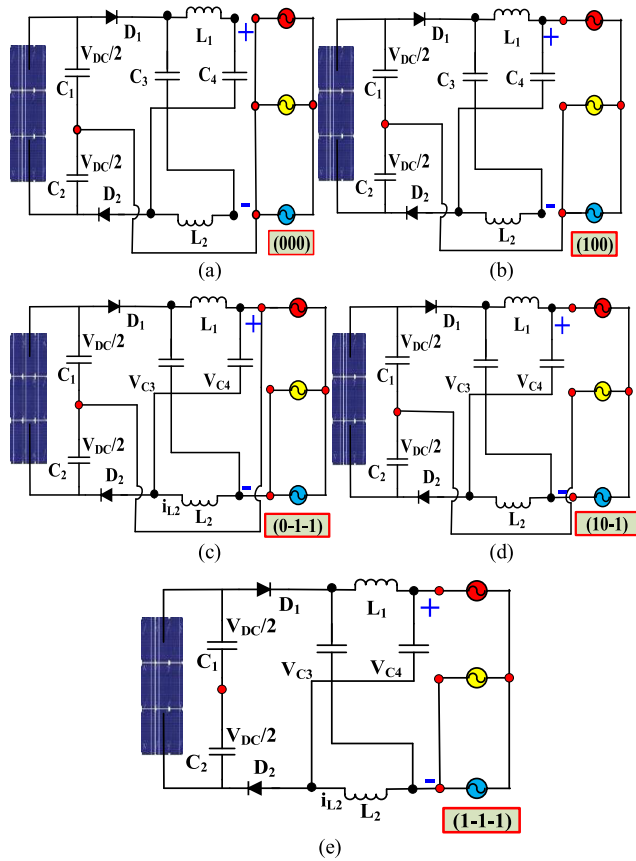 D1
L1
+
VDC/2
C1
C3
C4
VDC/2
C2
D2
-
L2
(000)
(a)
D1
L1
+
VDC/2
C1
C3
C4
VDC/2
C2
D2
-
L2
(100)
(b)
D1
L1
+
VDC/2
C1
VC3
VC4
VDC/2
C2
D2
-
iL2
L2
(0-1-1)
(c)
D1
L1
+
VDC/2
C1
VC3
VC4
VDC/2
C2
D2
-
L2
(10-1)
(d)
D1
L1
+
VDC/2
C1
VC3
VC4
VDC/2
C2
D2
-
iL2
L2
(1-1-1)
(e)